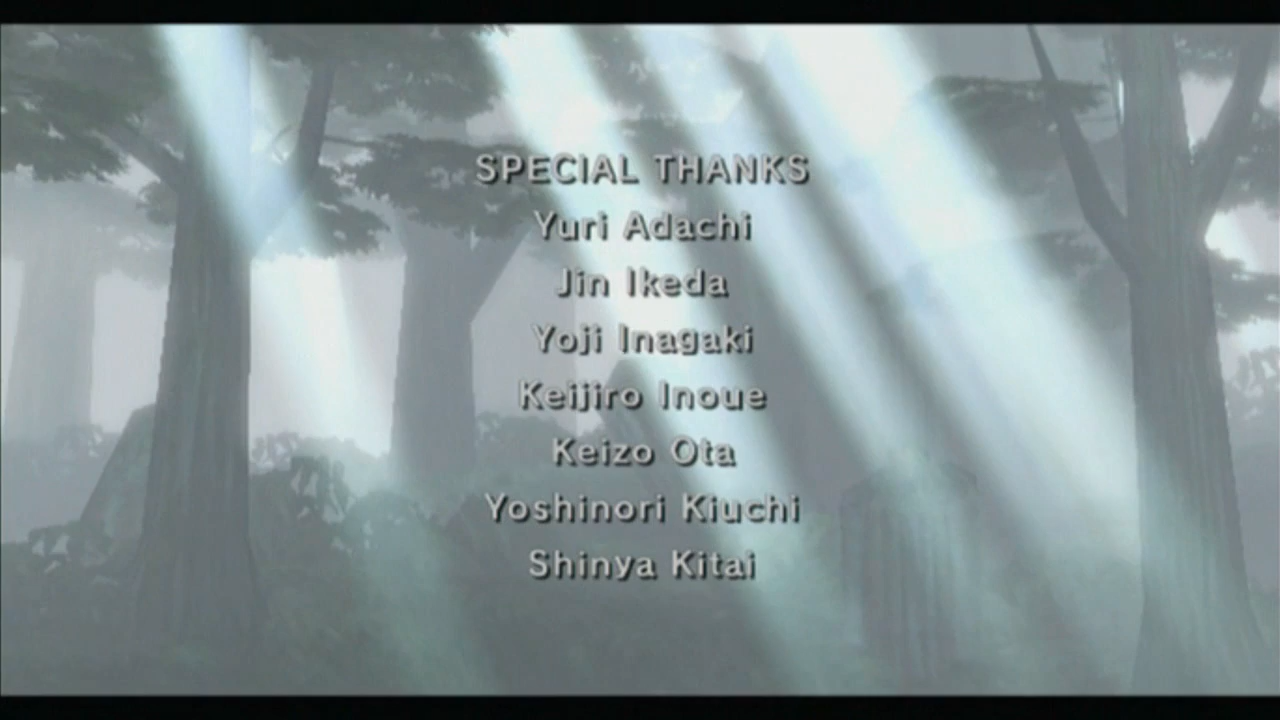 SPECIAL THANKS
Yuri Adachi
Jin Ikeda
Yoji Inagaki
Keijiro Inoue
Keizo Ota
Yoshinori Kiuchi
Shinya Kitai